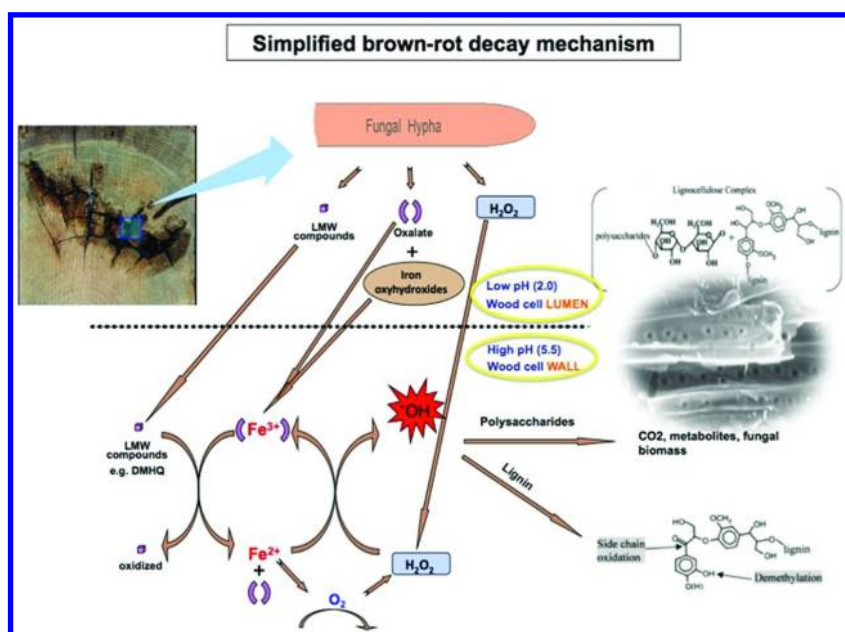 Simplified brown-rot decay mechanism
Fungal Hypha
LMW
compounds
Oxalate
+
Iron
oxyhydroxides
H₂O₂
Lignocellulose Complex
polysaccharides
lignin
lignin
Low pH (2.0)
Wood cell LUMEN
High pH (5.5)
Wood cell WALL
•OH
Polysaccharides
CO2, metabolites, fungal
biomass
Lignin
LMW
compounds
e.g. DMHQ
Fe³⁺
oxidized
Fe²⁺
+
O₂
H₂O₂
Side chain
oxidation
lignin
Demethylation